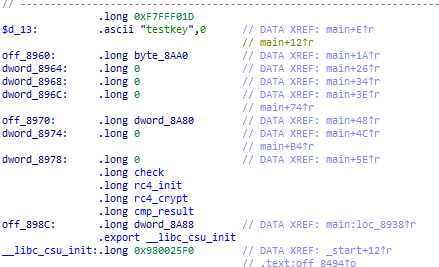 // ------------------------------------------------------------
.long 0xF7FFF01D
$d_13: .ascii "testkey",0 // DATA XREF: main+E↑r
// main+12↑r
off_8960: .long byte_8AA0 // DATA XREF: main+1A↑r
dword_8964: .long 0 // DATA XREF: main+26↑r
dword_8968: .long 0 // DATA XREF: main+34↑r
dword_896C: .long 0 // DATA XREF: main+3E↑r
// main+74↑r
off_8970: .long dword_8A80 // DATA XREF: main+48↑r
dword_8974: .long 0 // DATA XREF: main+4C↑r
// main+B4↑r
dword_8978: .long 0 // DATA XREF: main+5E↑r
.long check
.long rc4_init
.long rc4_crypt
.long cmp_result
off_898C: .long dword_8A88 // DATA XREF: main:loc_8938↑r
.export __libc_csu_init
__libc_csu_init:.long 0x980025F0 // DATA XREF: _start+12↑r
// .text:off_8494↑o